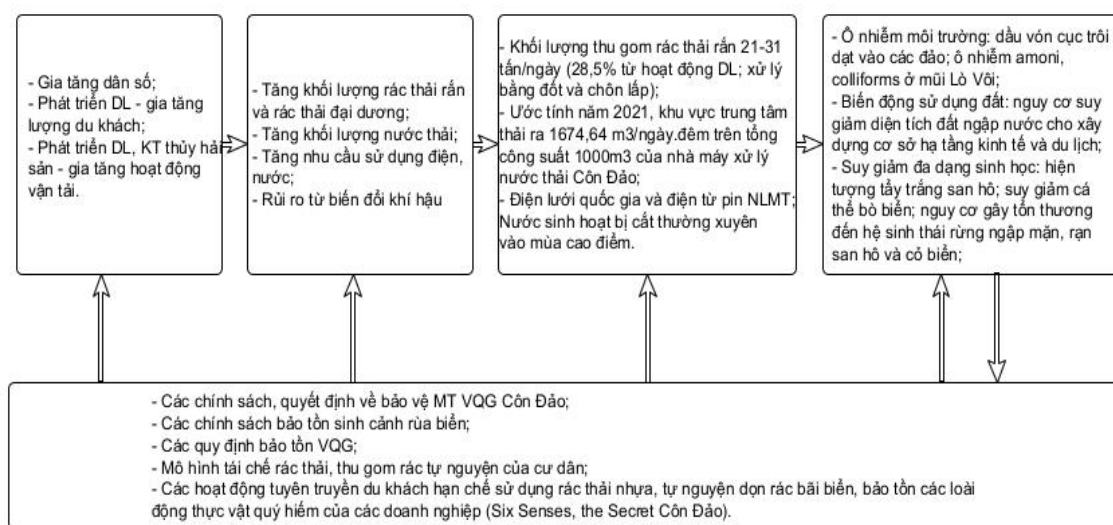 - Gia tăng dân số;
- Phát triển DL - gia tăng
lượng du khách;
- Phát triển DL, KT thủy hải
sản - gia tăng hoạt động
vận tải.
- Tăng khối lượng rác thải rắn
và rác thải đại dương;
- Tăng khối lượng nước thải;
- Tăng nhu cầu sử dụng điện,
nước;
- Rủi ro từ biến đổi khí hậu
- Khối lượng thu gom rác thải rắn 21-31
tấn/ngày (28,5% từ hoạt động DL; xử lý
bằng đốt và chôn lấp);
- Ước tính năm 2021, khu vực trung tâm
thải ra 1674,64 m3/ngày.đêm trên tổng
công suất 1000m3 của nhà máy xử lý
nước thải Côn Đảo;
- Điện lưới quốc gia và điện từ pin NLMT;
Nước sinh hoạt bị cắt thường xuyên
vào mùa cao điểm.
- Ô nhiễm môi trường: dầu vón cục trôi
dạt vào các đảo; ô nhiễm amoni,
colliforms ở mũi Lò Vôi;
- Biến động sử dụng đất: nguy cơ suy
giảm diện tích đất ngập nước cho xây
dựng cơ sở hạ tầng kinh tế và du lịch;
- Suy giảm đa dạng sinh học: hiện
tượng tẩy trắng san hô; suy giảm cá
thể bò biển; nguy cơ gây tổn thương
đến hệ sinh thái rừng ngập mặn, rạn
san hô và cỏ biển;
- Các chính sách, quyết định về bảo vệ MT VQG Côn Đảo;
- Các chính sách bảo tồn sinh cảnh rùa biển;
- Các quy định bảo tồn VQG;
- Mô hình tái chế rác thải, thu gom rác tự nguyện của cư dân;
- Các hoạt động tuyên truyền du khách hạn chế sử dụng rác thải nhựa, tự nguyện dọn rác bãi biển, bảo tồn các loài
động thực vật quý hiếm của các doanh nghiệp (Six Senses, the Secret Côn Đảo).